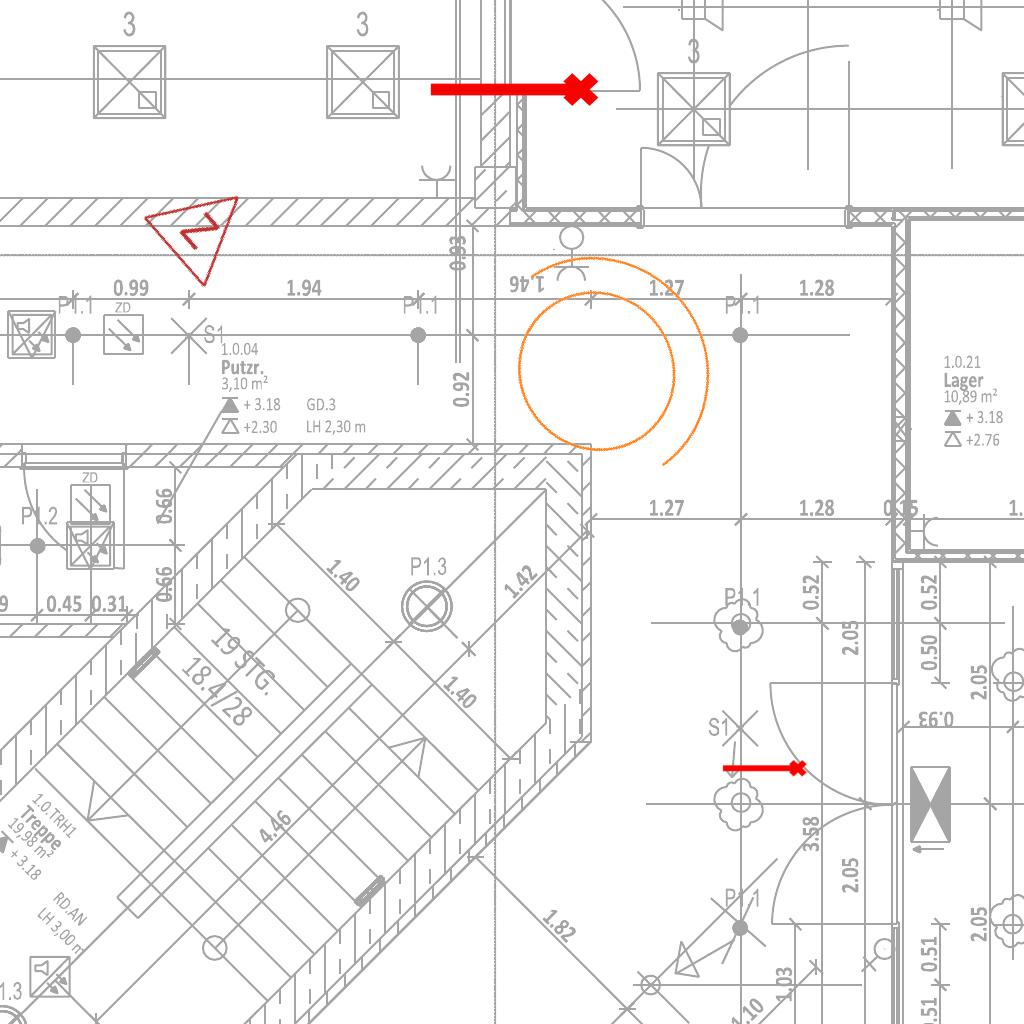 3
3
3
N
0.93
1.46
0.99
1.94
1.27
1.28
P1.1
P1.1
P1.1
ZD
S1
1.0.04
Putzr.
3,10 m²
+ 3.18
GD.3
+2.30
LH 2,30 m
0.92
1.0.21
Lager
10,89 m²
+ 3.18
+2.76
ZD
0.66
P1.2
0.66
0.45
0.31
1.27
1.28
0.15
1.40
P1.3
1.42
0.52
0.52
P1.1
2.05
0.50
2.05
19 STG.
18.4/28
1.40
S1
0.93
4.46
3.58
2.05
1.0.TRH1
Treppe
19,98 m²
+ 3.18
RD.AN
LH 3,00 m
P1.1
1.82
2.05
0.51
1.03
1.10